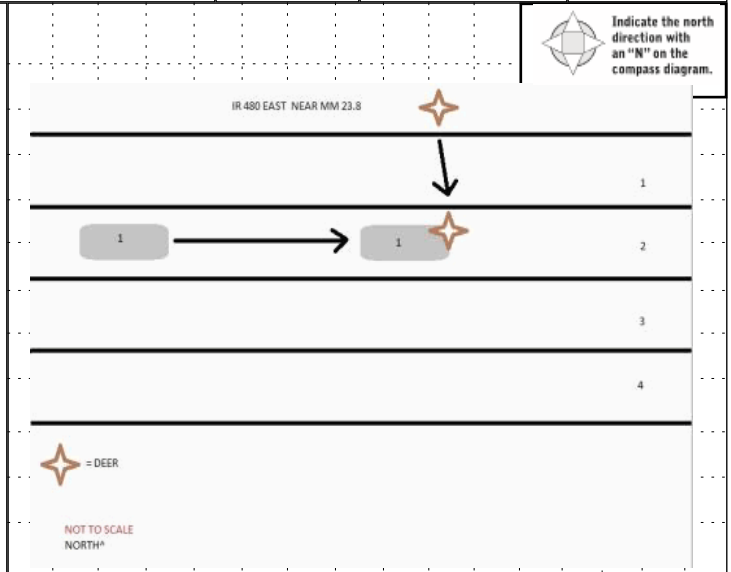 Indicate the north
direction with
an “N” on the
compass diagram.
IR 480 EAST NEAR MM 23.8
1
1
1
2
3
4
= DEER
NOT TO SCALE
NORTH^